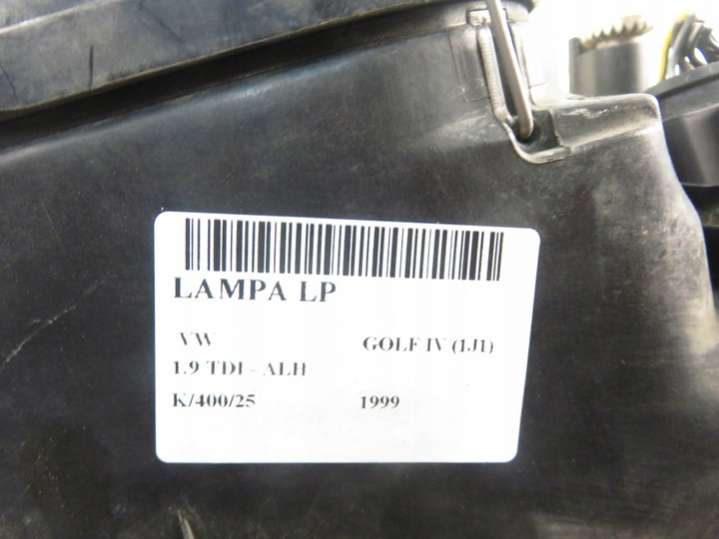 LAMPA LP
VW GOLF IV (1J1)
1.9 TDI - ALH
K/400/25 1999